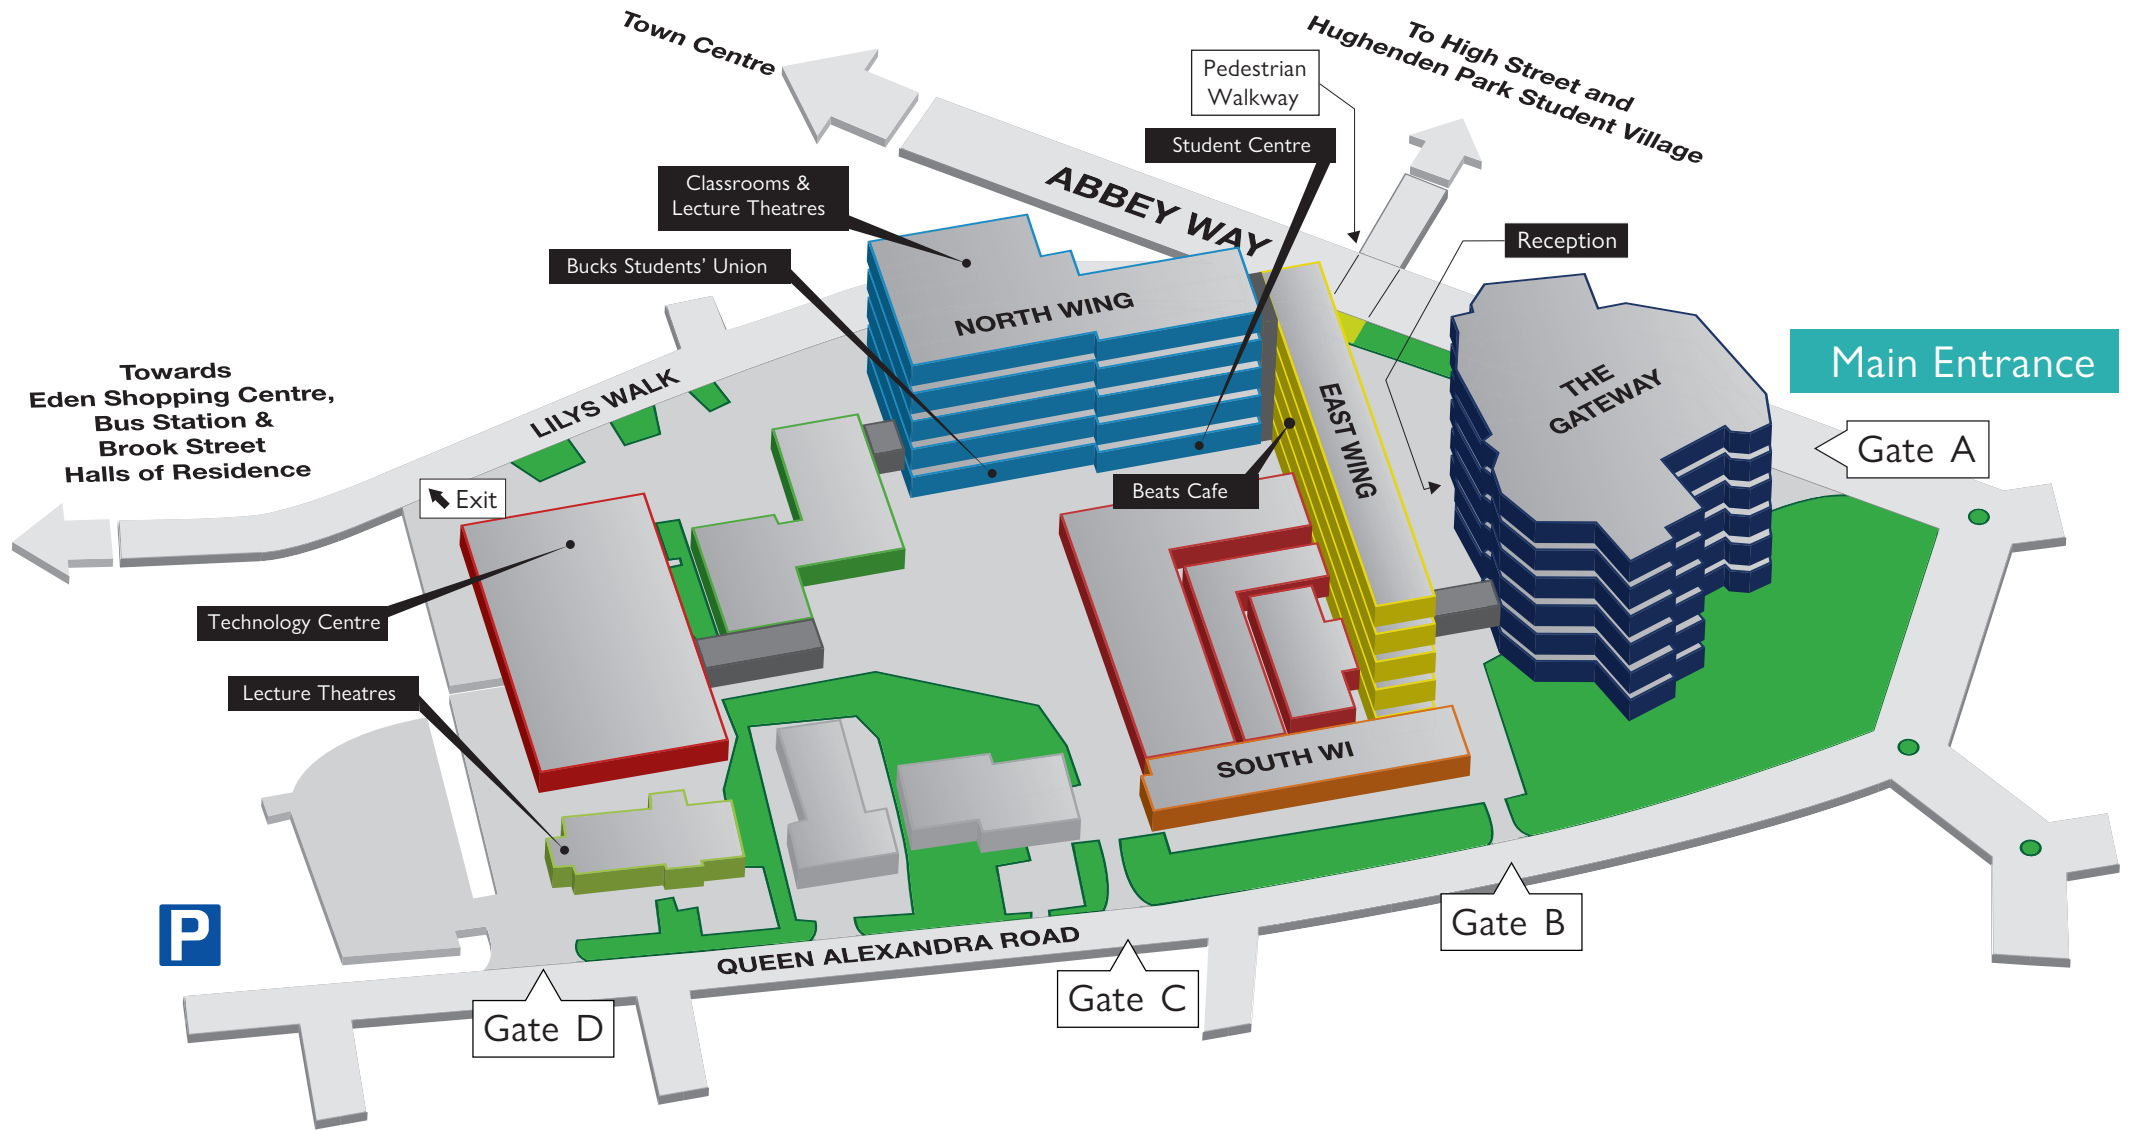 Town Centre
To High Street and
Hughenden Park Student Village
Pedestrian
Walkway
Student Centre
ABBEY WAY
Classrooms &
Lecture Theatres
Bucks Students' Union
Reception
NORTH WING
Main Entrance
THE
GATEWAY
EAST WING
Towards
Eden Shopping Centre,
Bus Station &
Brook Street
Halls of Residence
LILYS WALK
Gate A
Exit
Beats Cafe
Technology Centre
Lecture Theatres
SOUTH WI
P
QUEEN ALEXANDRA ROAD
Gate B
Gate C
Gate D